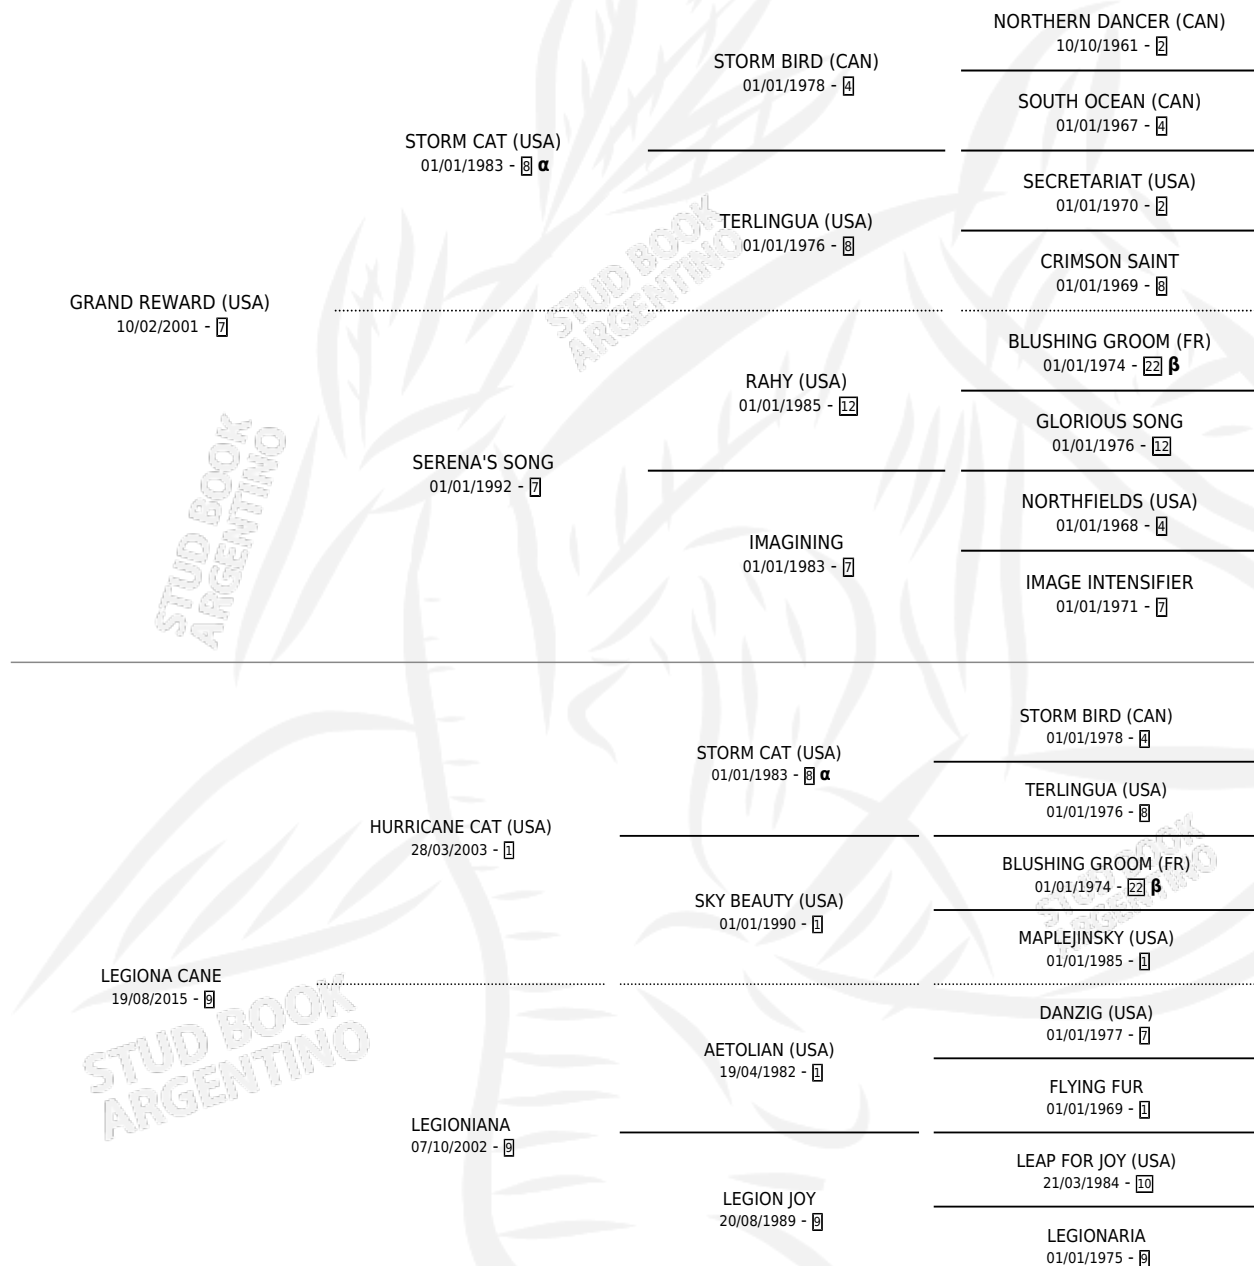 NORTHERN DANCER (CAN)
10/10/1961 - 2
STORM BIRD (CAN)
01/01/1978 - 4
SOUTH OCEAN (CAN)
01/01/1967 - 4
STORM CAT (USA)
01/01/1983 - 8 α
SECRETARIAT (USA)
01/01/1970 - 2
TERLINGUA (USA)
01/01/1976 - 8
CRIMSON SAINT
01/01/1969 - 8
GRAND REWARD (USA)
10/02/2001 - 7
BLUSHING GROOM (FR)
01/01/1974 - 22 β
RAHY (USA)
01/01/1985 - 12
GLORIOUS SONG
01/01/1976 - 12
SERENA'S SONG
01/01/1992 - 7
NORTHFIELDS (USA)
01/01/1968 - 4
IMAGINING
01/01/1983 - 7
IMAGE INTENSIFIER
01/01/1971 - 7
STORM BIRD (CAN)
01/01/1978 - 4
STORM CAT (USA)
01/01/1983 - 8 α
TERLINGUA (USA)
01/01/1976 - 8
HURRICANE CAT (USA)
28/03/2003 - 1
BLUSHING GROOM (FR)
01/01/1974 - 22 β
SKY BEAUTY (USA)
01/01/1990 - 1
MAPLEJINSKY (USA)
01/01/1985 - 1
LEGIONA CANE
19/08/2015 - 9
DANZIG (USA)
01/01/1977 - 7
AETOLIAN (USA)
19/04/1982 - 1
FLYING FUR
01/01/1969 - 1
LEGIONIANA
07/10/2002 - 9
LEAP FOR JOY (USA)
21/03/1984 - 10
LEGION JOY
20/08/1989 - 9
LEGIONARIA
01/01/1975 - 9
STUD BOOK
ARGENTINO
STUD BOOK
ARGENTINO
STUD BOOK
ARGENTINO
STUD BOOK
ARGENTINO